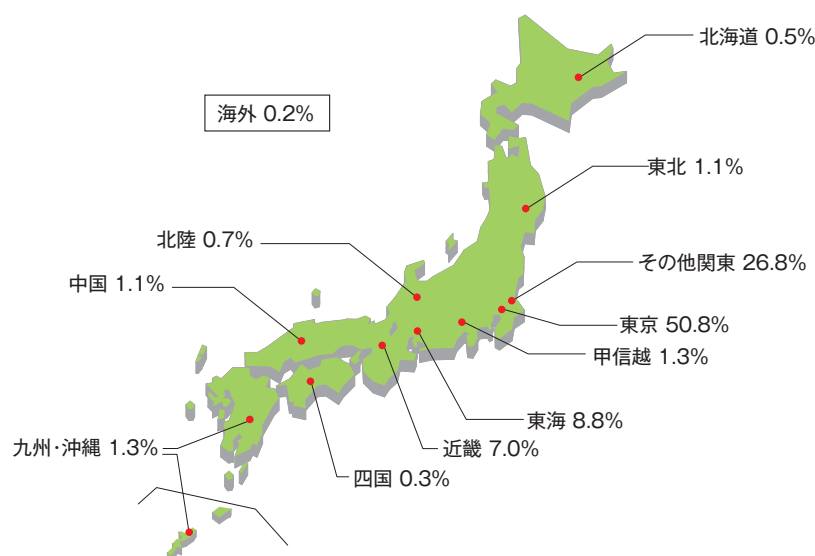 北海道 0.5%
海外 0.2%
東北 1.1%
北陸 0.7%
その他関東 26.8%
中国 1.1%
東京 50.8%
甲信越 1.3%
東海 8.8%
九州・沖縄 1.3%
近畿 7.0%
四国 0.3%